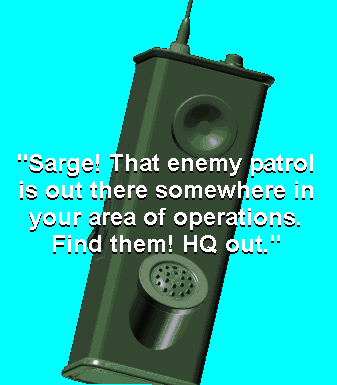 "Sarge! That enemy patrol
is out there somewhere in
your area of operations.
Find them! HQ out."